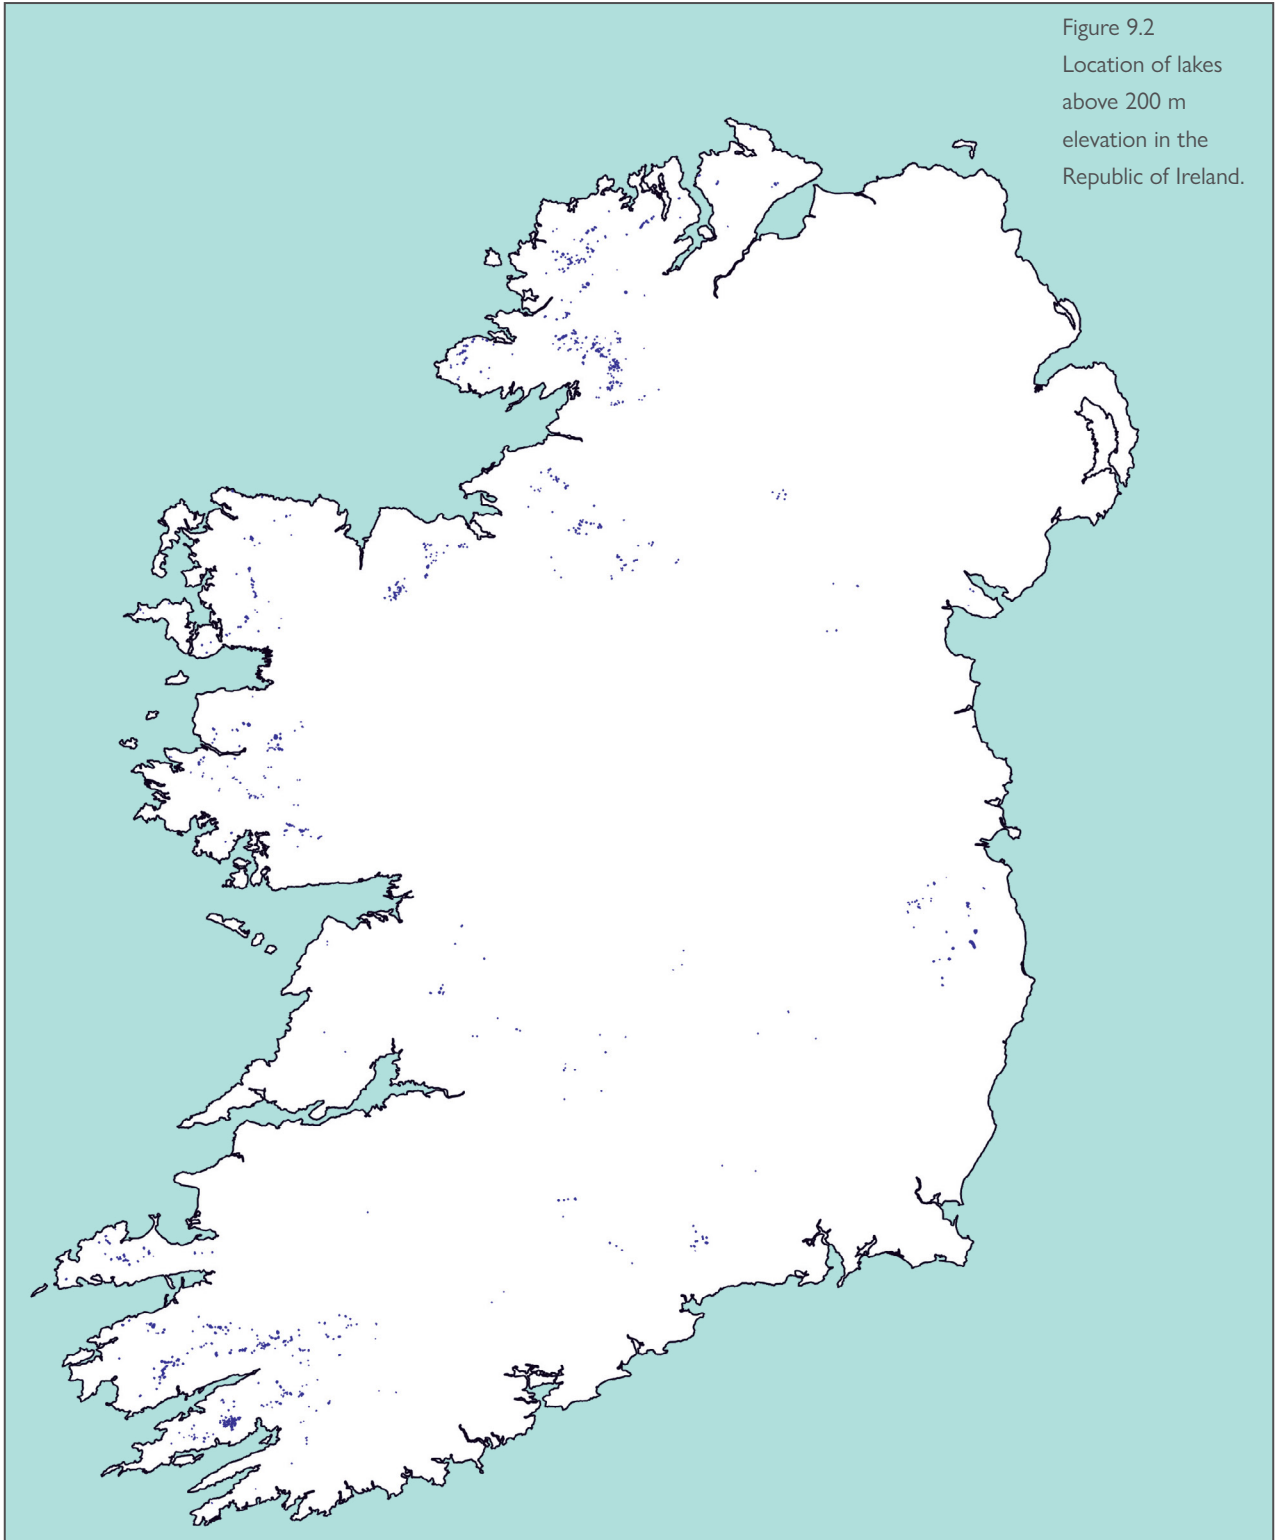 Figure 9.2
Location of lakes
above 200 m
elevation in the
Republic of Ireland.